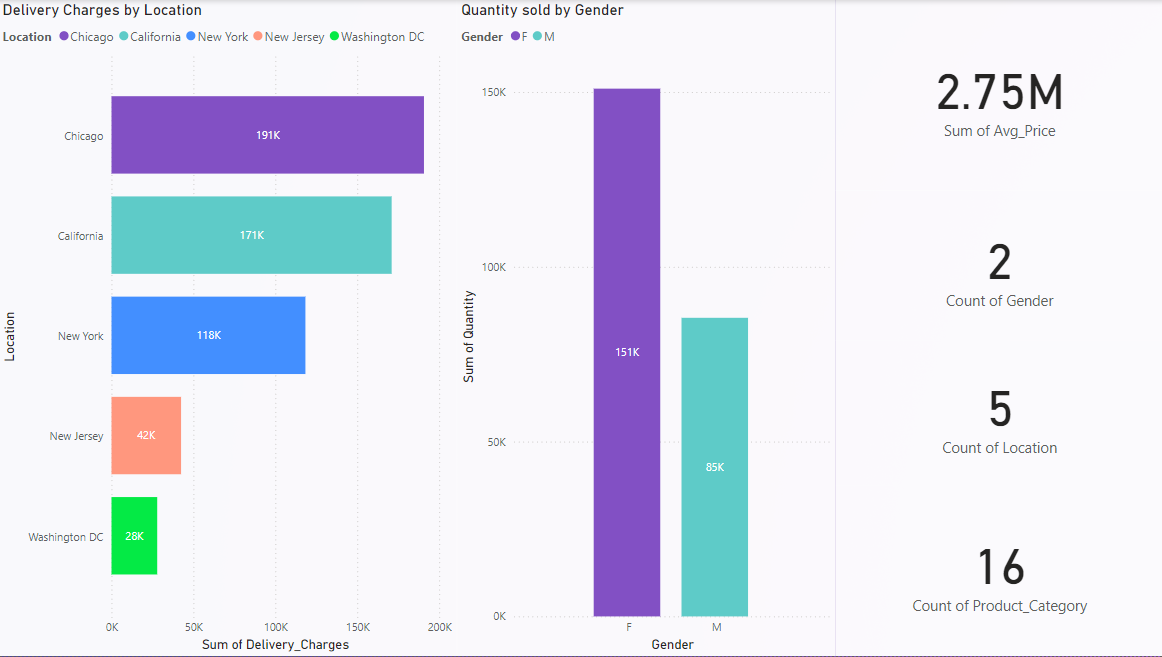 Delivery Charges by Location
Location Chicago California New York New Jersey Washington DC
Location
Chicago
191K
California
171K
New York
118K
New Jersey
42K
Washington DC
28K
0K 50K 100K 150K 200K
Sum of Delivery_Charges
Quantity sold by Gender
Gender F M
Sum of Quantity
150K
100K
50K
0K
151K
85K
F M
Gender
2.75M
Sum of Avg_Price
2
Count of Gender
5
Count of Location
16
Count of Product_Category